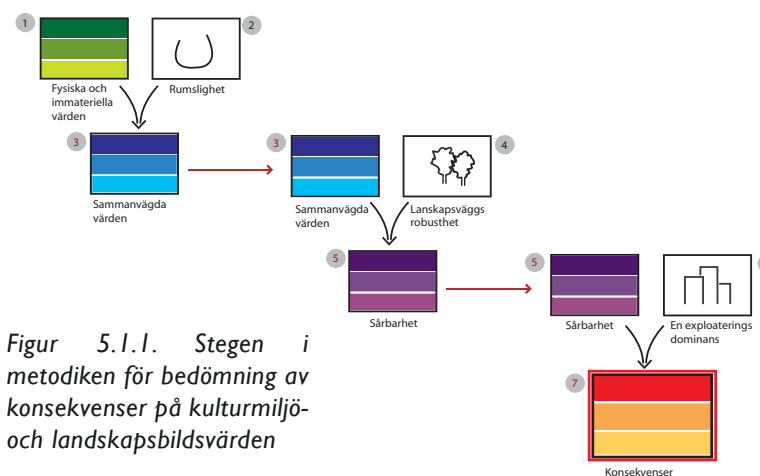 1
2
Fysiska och
immateriella
värden
Rumslighet
3
3
4
Sammanvägda
värden
Sammanvägda
värden
Lanskapsväggs
robusthet
5
5
Sårbarhet
Sårbarhet
En exploaterings
dominans
Figur 5.1.1. Stegen i
metodiken för bedömning av
konsekvenser på kulturmiljö-
och landskapsbildsvärden
7
Konsekvenser